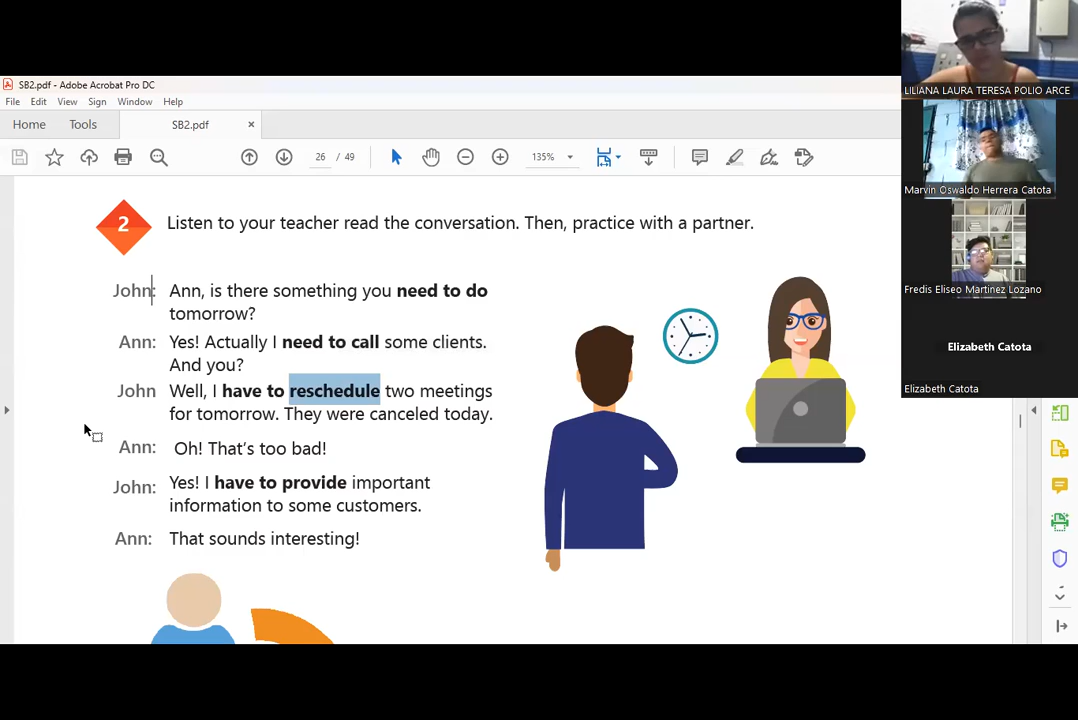 SB2.pdf - Adobe Acrobat Pro DC
File Edit View Sign Window Help
Home Tools SB2.pdf ×
26 / 49 135%
2 Listen to your teacher read the conversation. Then, practice with a partner.
John: Ann, is there something you need to do
tomorrow?
Ann: Yes! Actually I need to call some clients.
And you?
John Well, I have to reschedule two meetings
for tomorrow. They were canceled today.
Ann: Oh! That's too bad!
John: Yes! I have to provide important
information to some customers.
Ann: That sounds interesting!
LILIANA LAURA TERESA POLIO ARCE
Marvin Oswaldo Herrera Catota
Fredis Eliseo Martinez Lozano
Elizabeth Catota
Elizabeth Catota